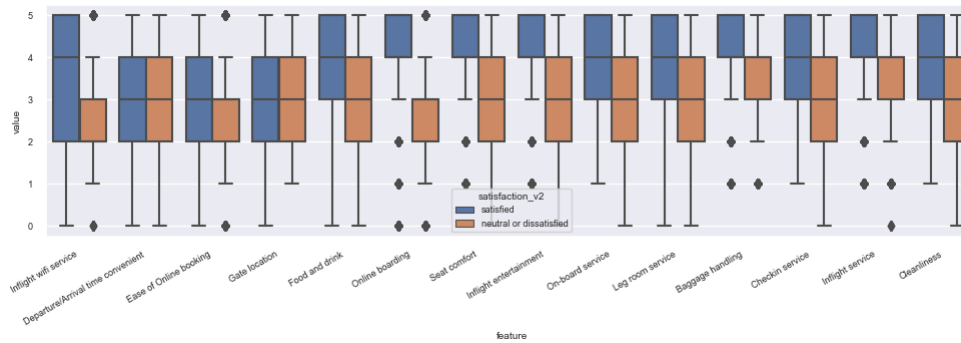 5
4
3
2
1
0
value
satisfaction_v2
satisfied
neutral or dissatisfied
Inflight wifi service
Departure/Arrival time convenient
Ease of Online booking
Gate location
Food and drink
Online boarding
Seat comfort
Inflight entertainment
On-board service
Leg room service
Baggage handling
Checkin service
Inflight service
Cleanliness
feature